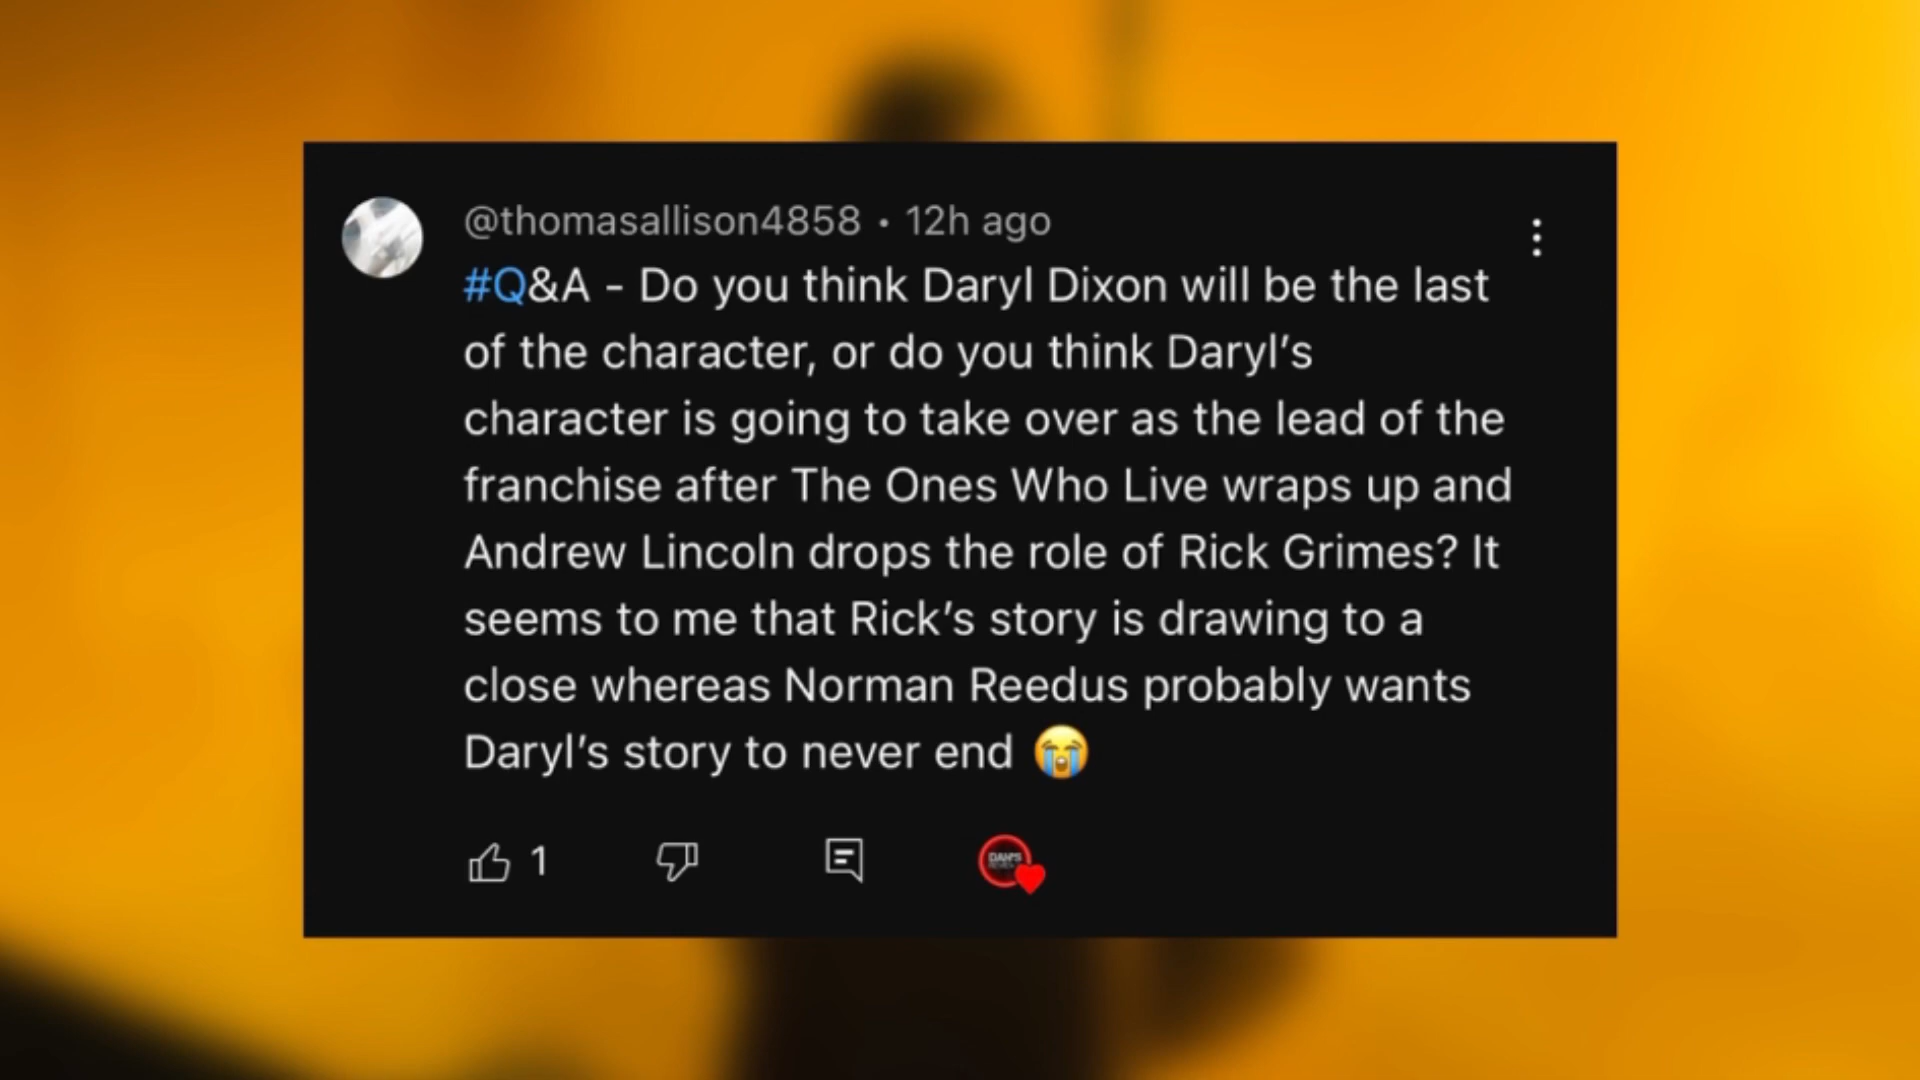 @thomasallison4858 • 12h ago
#Q&A - Do you think Daryl Dixon will be the last
of the character, or do you think Daryl’s
character is going to take over as the lead of the
franchise after The Ones Who Live wraps up and
Andrew Lincoln drops the role of Rick Grimes? It
seems to me that Rick’s story is drawing to a
close whereas Norman Reedus probably wants
Daryl’s story to never end 😭
1
DAN'S